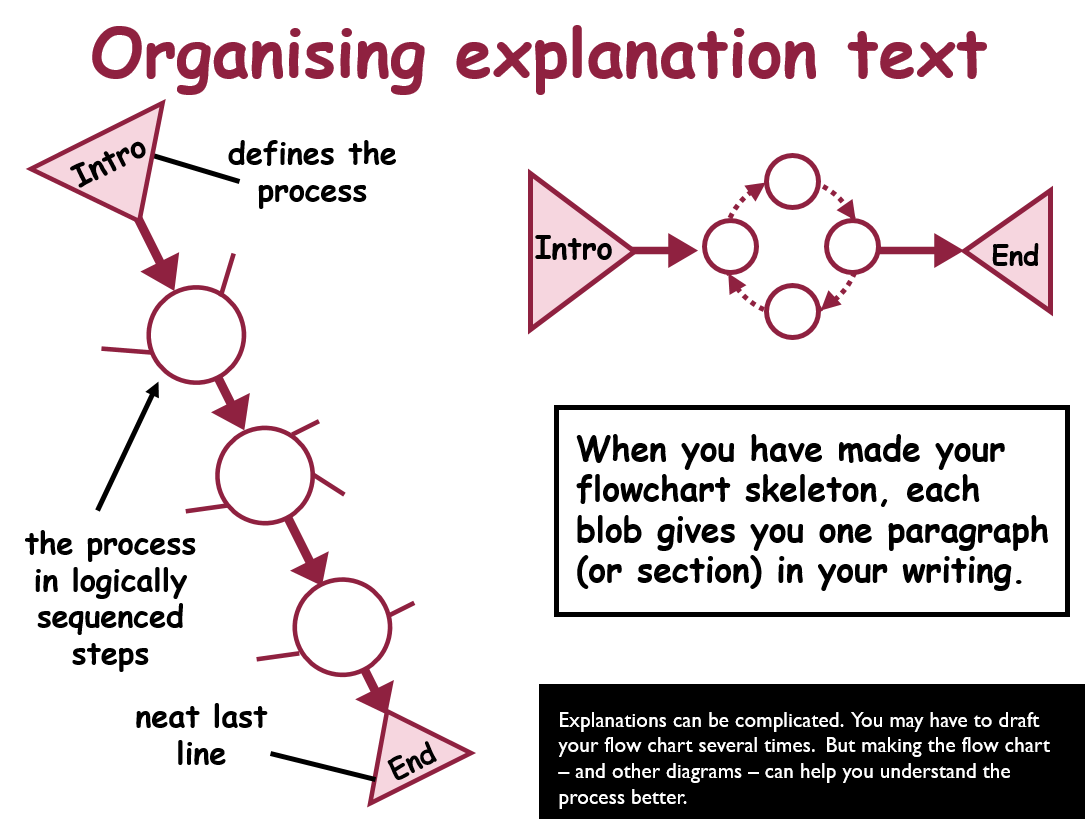 Organising explanation text
Intro
defines the
process
the process
in logically
sequenced
steps
neat last
line
End
Intro
End
When you have made your
flowchart skeleton, each
blob gives you one paragraph
(or section) in your writing.
Explanations can be complicated. You may have to draft
your flow chart several times. But making the flow chart
– and other diagrams – can help you understand the
process better.